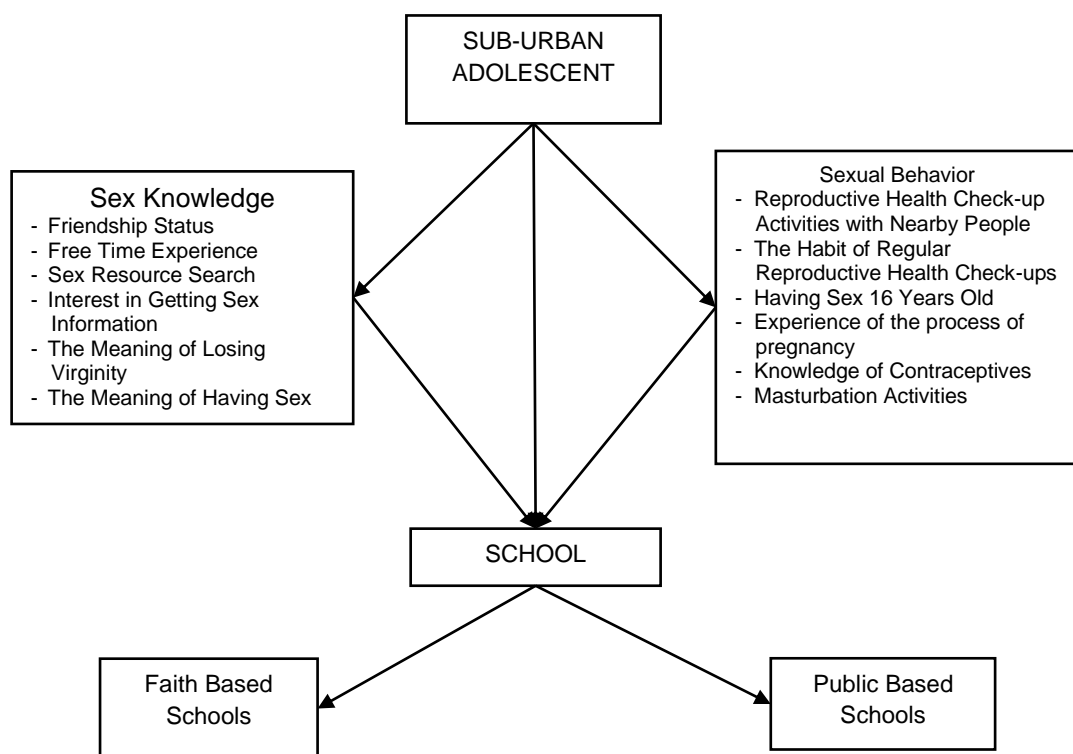 SUB-URBAN
ADOLESCENT
Sex Knowledge
- Friendship Status
- Free Time Experience
- Sex Resource Search
- Interest in Getting Sex
Information
- The Meaning of Losing
Virginity
- The Meaning of Having Sex
Sexual Behavior
- Reproductive Health Check-up
Activities with Nearby People
- The Habit of Regular
Reproductive Health Check-ups
- Having Sex 16 Years Old
- Experience of the process of
pregnancy
- Knowledge of Contraceptives
- Masturbation Activities
SCHOOL
Faith Based
Schools
Public Based
Schools